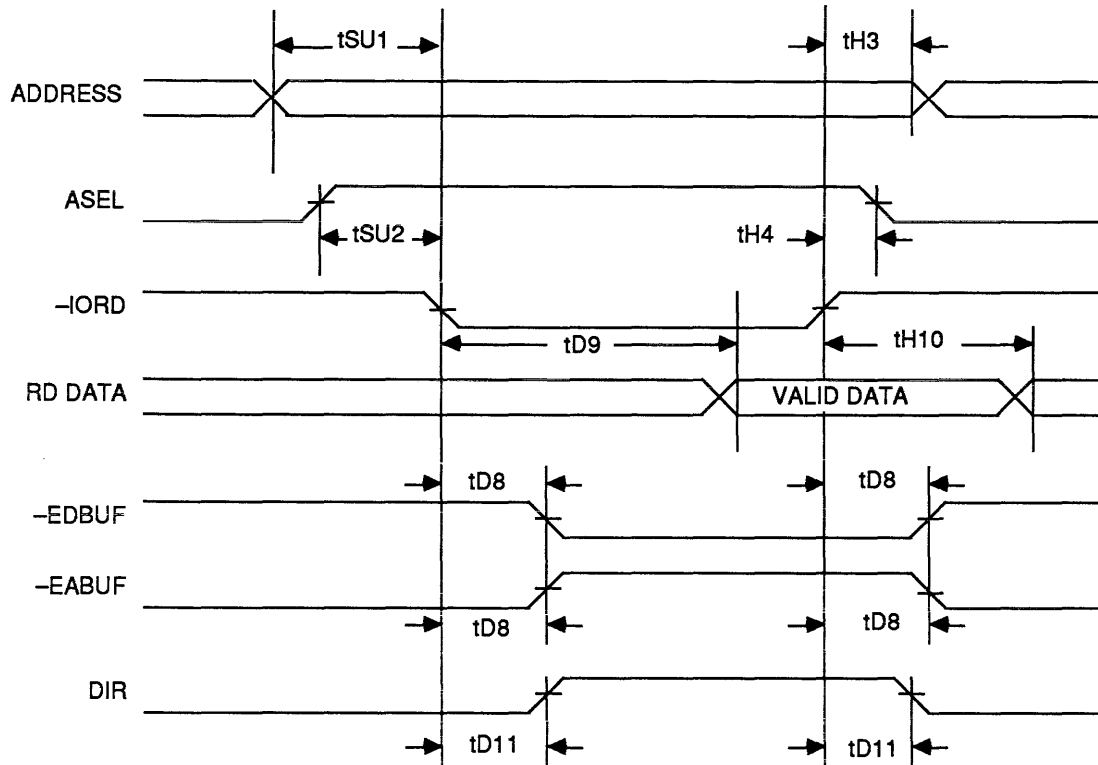 tSU1
tH3
ADDRESS
ASEL
tSU2
tH4
–IORD
tD9
tH10
RD DATA
VALID DATA
tD8
tD8
–EDBUF
–EABUF
tD8
tD8
DIR
tD11
tD11